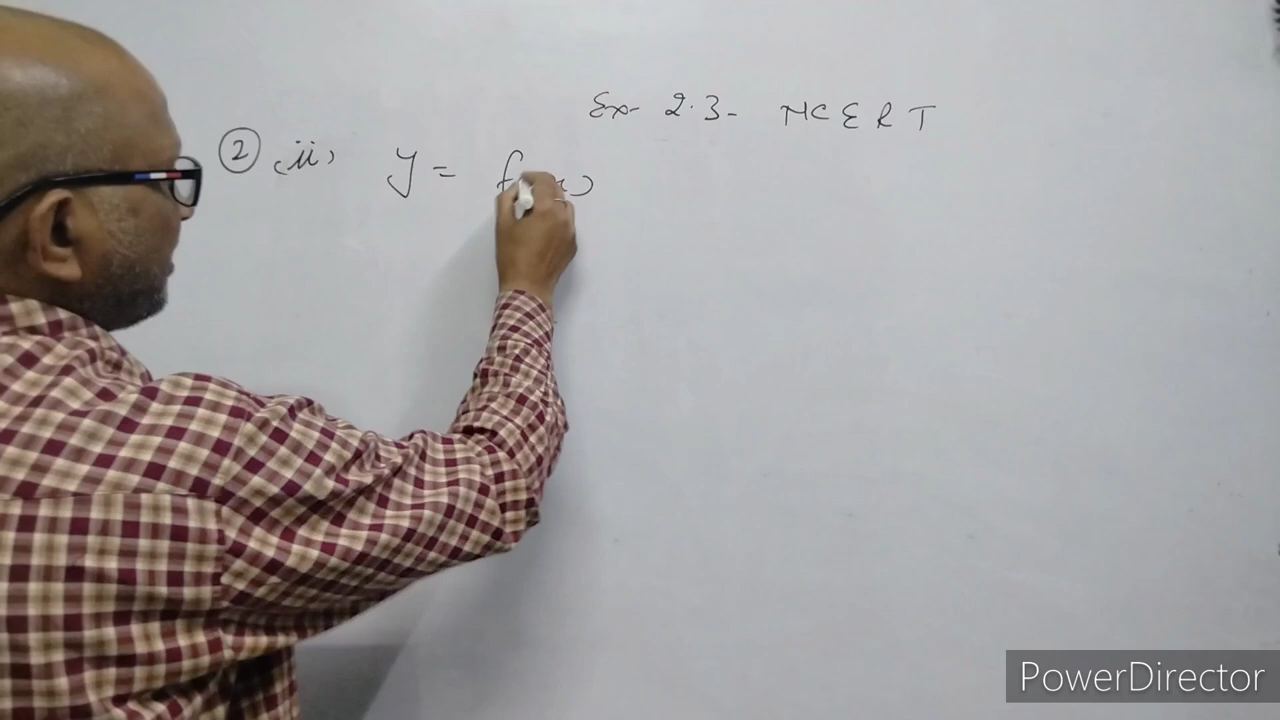 Ex- 2.3- NCERT
② (ii) y = f(x)
PowerDirector